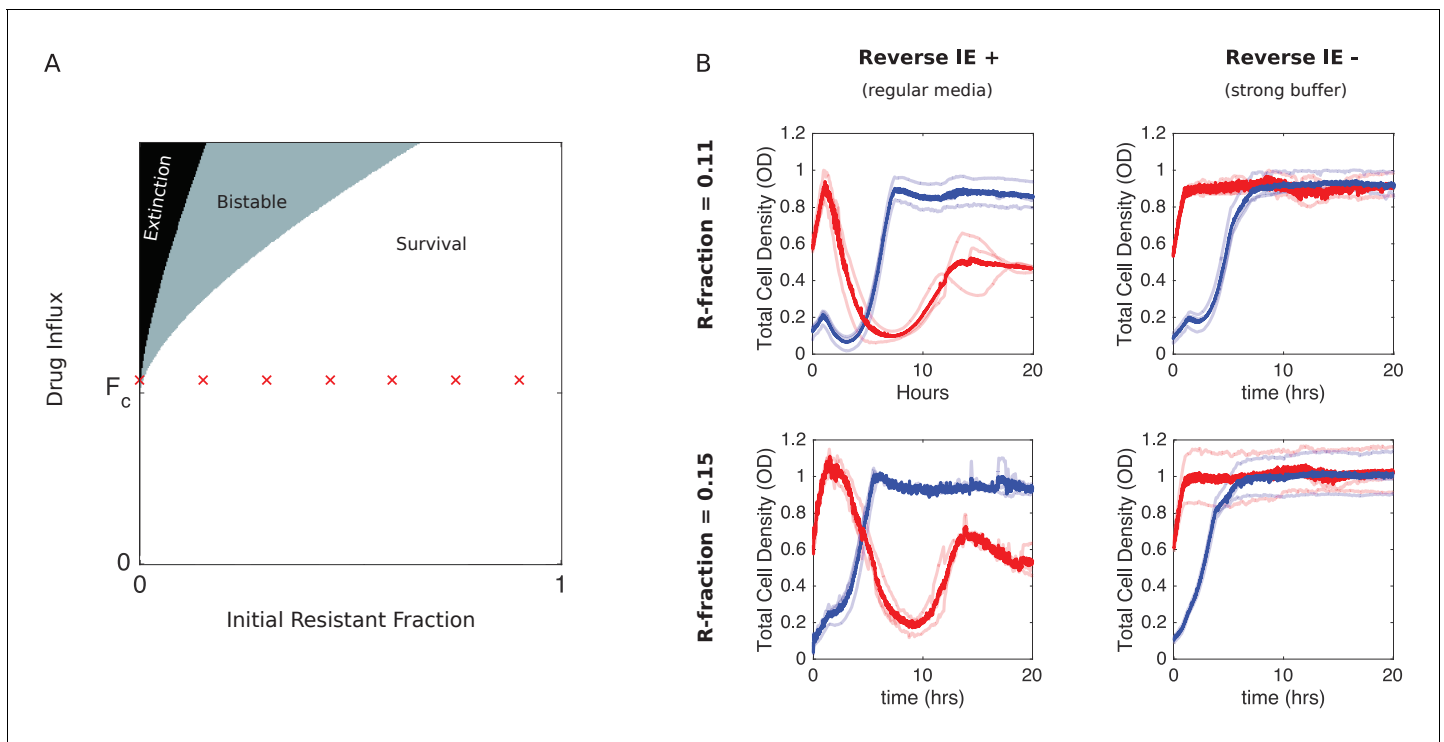 A
Extinction
Bistable
Survival
Drug Influx
F c
0
0
1
Initial Resistant Fraction
B
Reverse IE +
(regular media)
Reverse IE -
(strong buffer)
R-fraction = 0.11
Total Cell Density (OD)
1.2
1
0.8
0.6
0.4
0.2
0
0
10
20
Hours
Total Cell Density (OD)
1.2
1
0.8
0.6
0.4
0.2
0
0
10
20
time (hrs)
R-fraction = 0.15
Total Cell Density (OD)
1.2
1
0.8
0.6
0.4
0.2
0
0
10
20
time (hrs)
Total Cell Density (OD)
1.2
1
0.8
0.6
0.4
0.2
0
0
10
20
time (hrs)